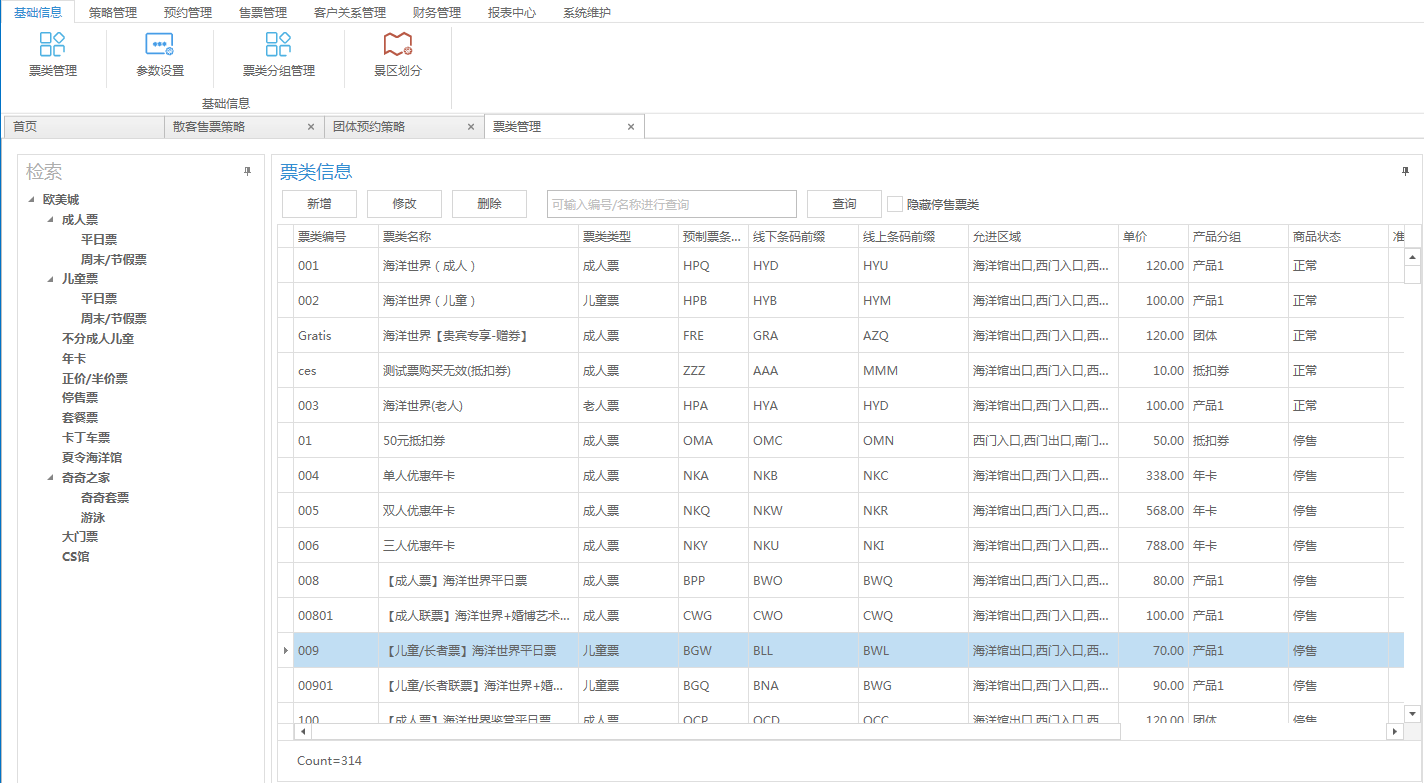 基础信息 策略管理 预约管理 售票管理 客户关系管理 财务管理 报表中心 系统维护
票类管理 参数设置 票类分组管理 景区划分
基础信息
首页 散客售票策略 × 团体预约策略 × 票类管理 ×
检索
欧美城
成人票
平日票
周末/节假票
儿童票
平日票
周末/节假票
不分成人儿童
年卡
正价/半价票
停售票
套餐票
卡丁车票
夏令海洋馆
奇奇之家
奇奇套票
游泳
大门票
CS馆
票类信息
新增 修改 删除 可输入编号/名称进行查询 查询 隐藏停售票类
票类编号 票类名称 票类类型 预制票条... 线下条码前缀 线上条码前缀 允进区域 单价 产品分组 商品状态 准
001 海洋世界（成人） 成人票 HPQ HYD HYU 海洋馆出口,西门入口,西... 120.00 产品1 正常
002 海洋世界（儿童） 儿童票 HPB HYB HYM 海洋馆出口,西门入口,西... 100.00 产品1 正常
Gratis 海洋世界【贵宾专享-赠券】 成人票 FRE GRA AZQ 海洋馆出口,西门入口,西... 120.00 团体 正常
ces 测试票购买无效(抵扣券) 成人票 ZZZ AAA MMM 海洋馆出口,西门入口,西... 10.00 抵扣券 正常
003 海洋世界(老人) 老人票 HPA HYA HYD 海洋馆出口,西门入口,西... 100.00 产品1 正常
01 50元抵扣券 成人票 OMA OMC OMN 西门入口,西门出口,南门... 50.00 抵扣券 停售
004 单人优惠年卡 成人票 NKA NKB NKC 海洋馆出口,西门入口,西... 338.00 年卡 停售
005 双人优惠年卡 成人票 NKQ NKW NKR 海洋馆出口,西门入口,西... 568.00 年卡 停售
006 三人优惠年卡 成人票 NKY NKU NKI 海洋馆出口,西门入口,西... 788.00 年卡 停售
008 【成人票】海洋世界平日票 成人票 BPP BWO BWQ 海洋馆出口,西门入口,西... 80.00 产品1 停售
00801 【成人联票】海洋世界+婚博艺术... 成人票 CWG CWO CWQ 海洋馆出口,西门入口,西... 100.00 产品1 停售
009 【儿童/长者票】海洋世界平日票 儿童票 BGW BLL BWL 海洋馆出口,西门入口,西... 70.00 产品1 停售
00901 【儿童/长者联票】海洋世界+婚... 儿童票 BGQ BNA BWG 海洋馆出口,西门入口,西... 90.00 产品1 停售
100 【成人票】海洋世界鉴赏平日票 成人票 QCP QCD QCC 海洋馆出口,西门入口,西... 120.00 团体 停售
Count=314